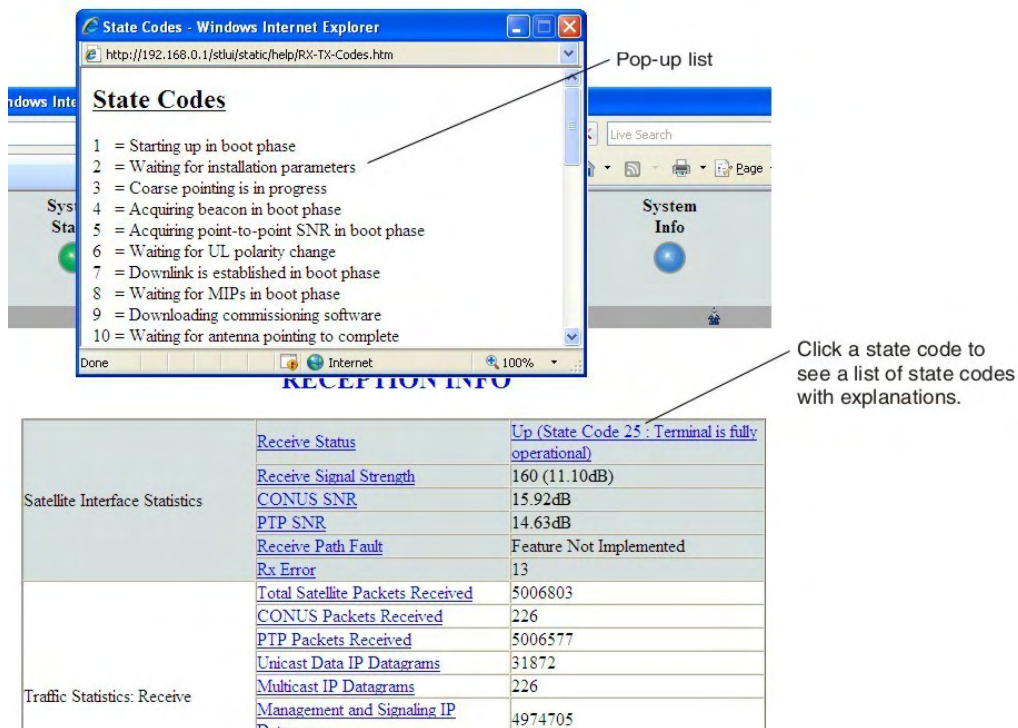 State Codes - Windows Internet Explorer
http://192.168.0.1/stlui/static/help/RX-TX-Codes.htm
Pop-up list
State Codes
1 = Starting up in boot phase
2 = Waiting for installation parameters
3 = Coarse pointing is in progress
4 = Acquiring beacon in boot phase
5 = Acquiring point-to-point SNR in boot phase
6 = Waiting for UL polarity change
7 = Downlink is established in boot phase
8 = Waiting for MIPs in boot phase
9 = Downloading commissioning software
10 = Waiting for antenna pointing to complete
Done
Internet
100%
Live Search
Page
System
Info
Click a state code to
see a list of state codes
with explanations.
RECEPTION INFO
Satellite Interface Statistics
Receive Status
Up (State Code 25 : Terminal is fully
operational)
Receive Signal Strength
160 (11.10dB)
CONUS SNR
15.92dB
PTP SNR
14.63dB
Receive Path Fault
Feature Not Implemented
Rx Error
13
Traffic Statistics: Receive
Total Satellite Packets Received
5006803
CONUS Packets Received
226
PTP Packets Received
5006577
Unicast Data IP Datagrams
31872
Multicast IP Datagrams
226
Management and Signaling IP
4974705